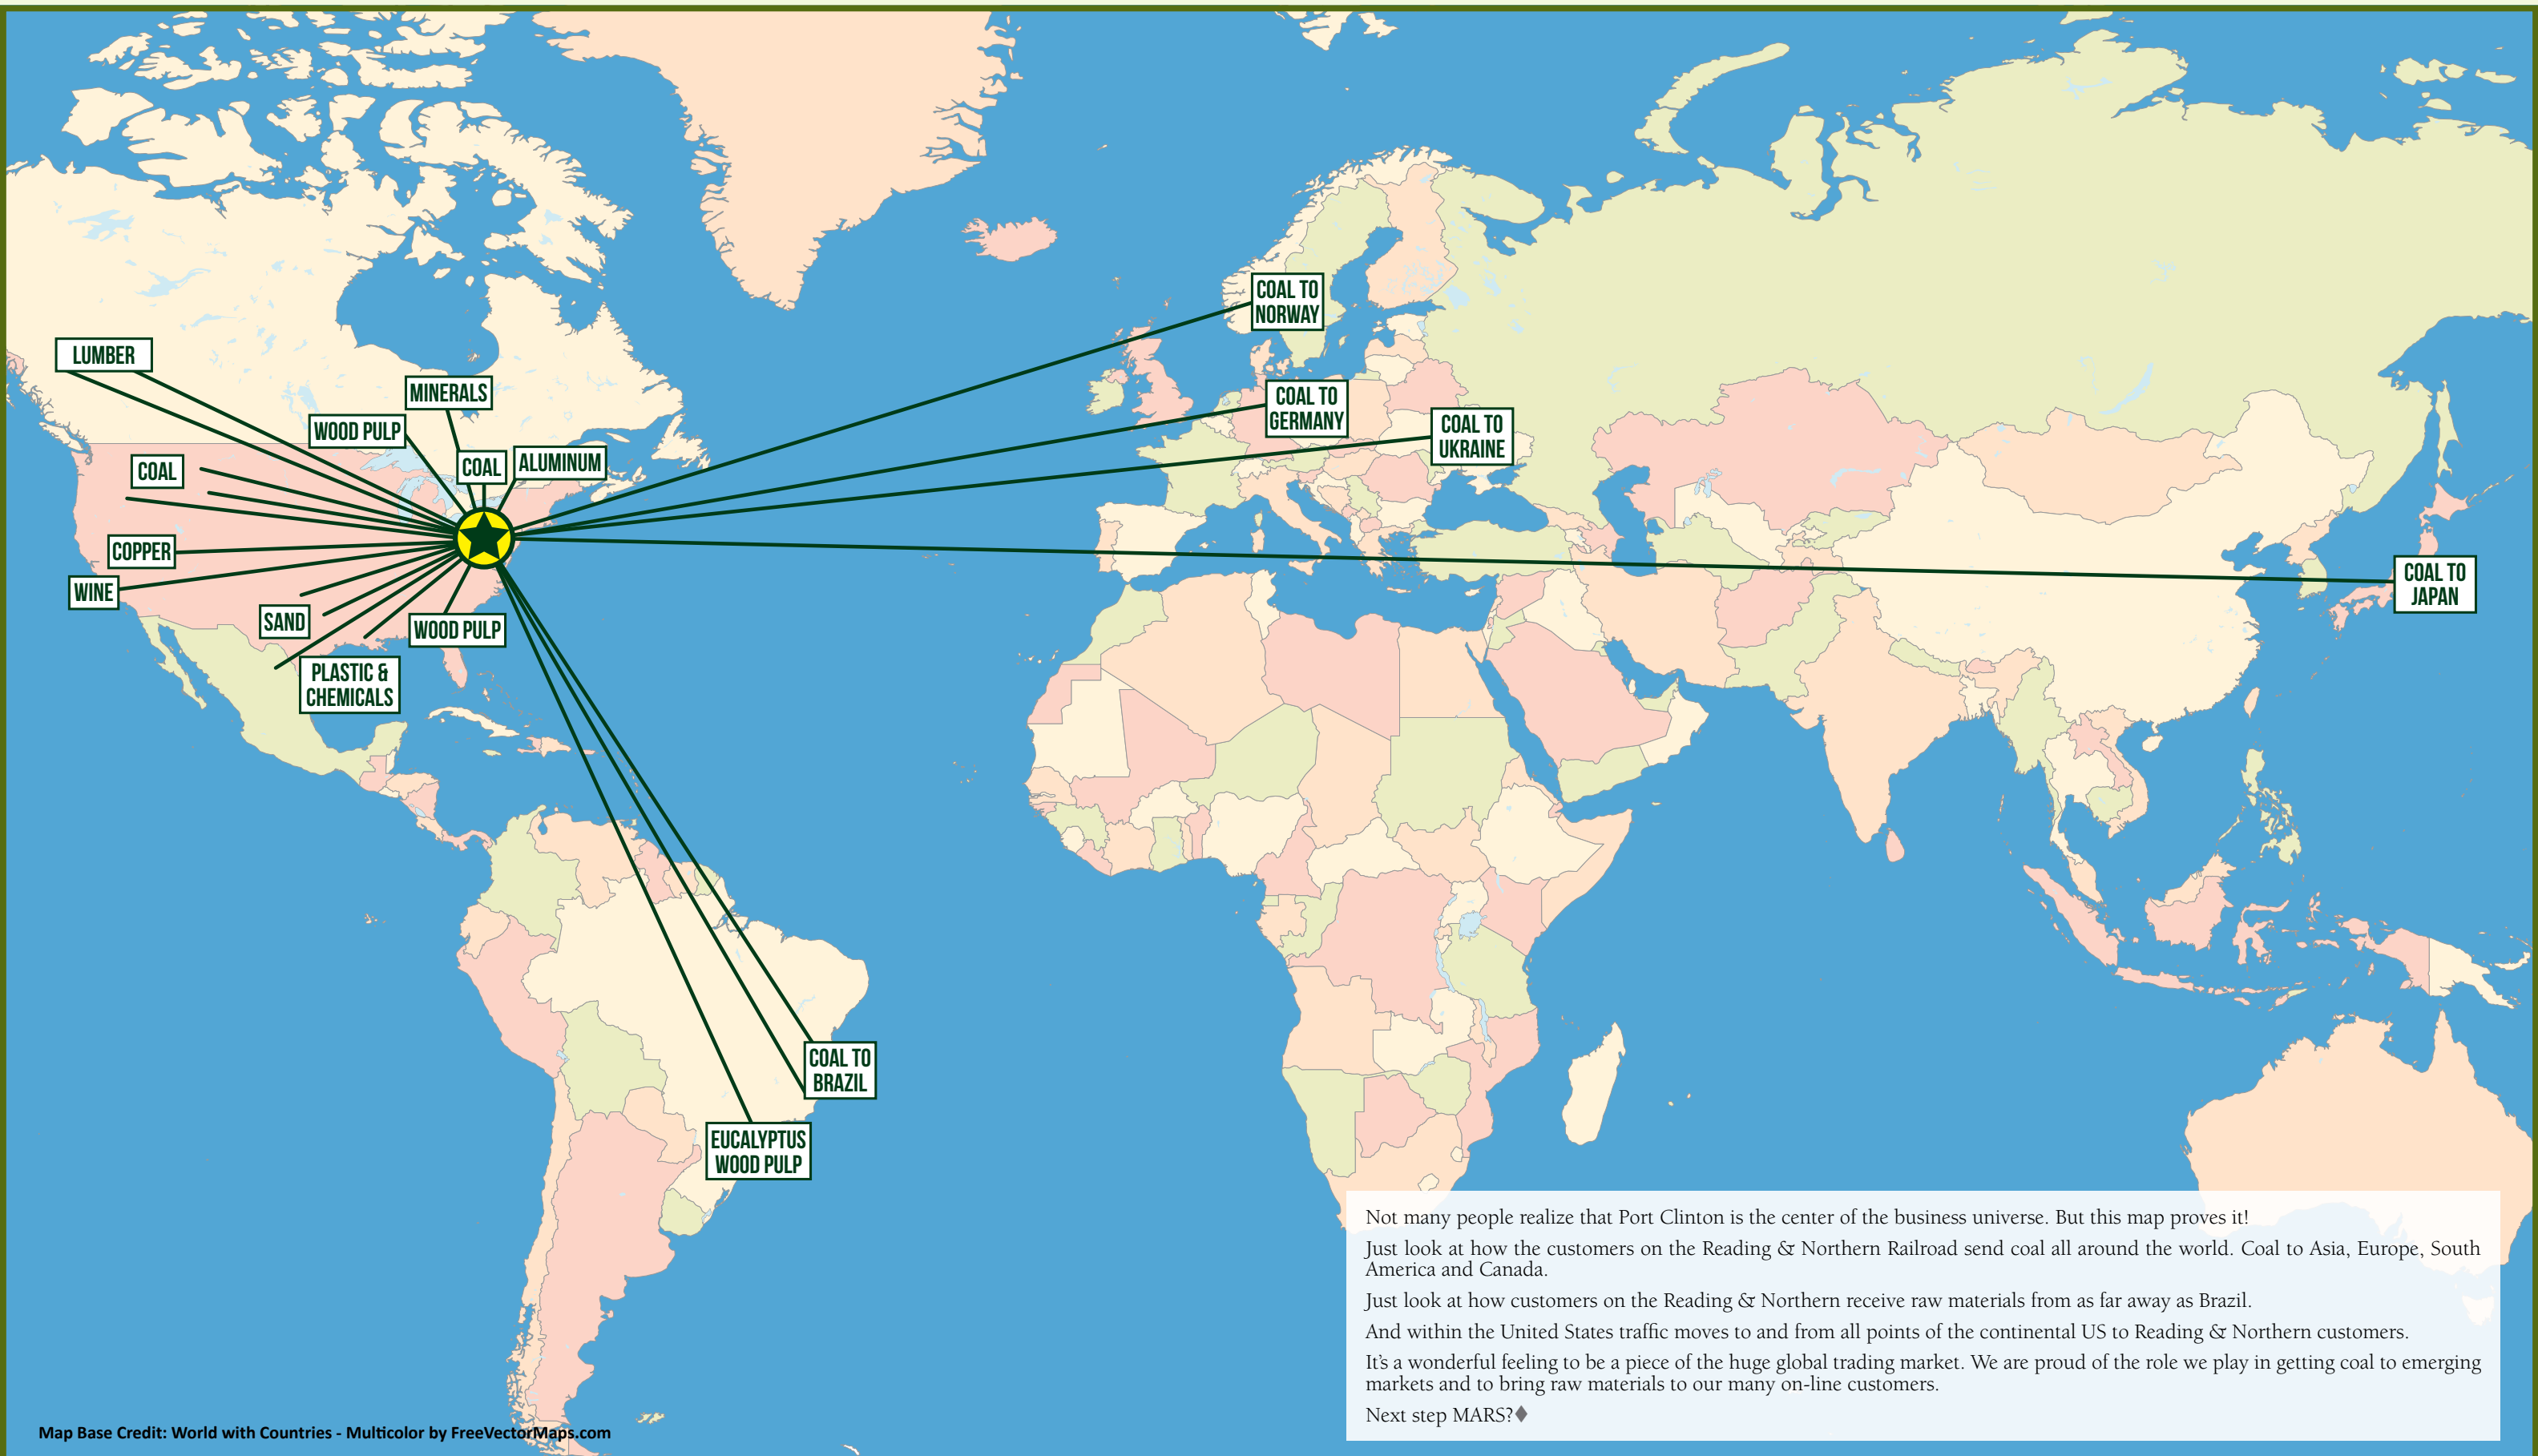 COAL TO
NORWAY
LUMBER
MINERALS
COAL TO
GERMANY
WOOD PULP
COAL TO
UKRAINE
COAL
COAL
ALUMINUM
COPPER
WINE
COAL TO
JAPAN
SAND
WOOD PULP
PLASTIC &
CHEMICALS
COAL TO
BRAZIL
EUCALYPTUS
WOOD PULP
Not many people realize that Port Clinton is the center of the business universe. But this map proves it!
Just look at how the customers on the Reading & Northern Railroad send coal all around the world. Coal to Asia, Europe, South
America and Canada.
Just look at how customers on the Reading & Northern receive raw materials from as far away as Brazil.
And within the United States traffic moves to and from all points of the continental US to Reading & Northern customers.
It's a wonderful feeling to be a piece of the huge global trading market. We are proud of the role we play in getting coal to emerging
markets and to bring raw materials to our many on-line customers.
Next step MARS?♦
Map Base Credit: World with Countries - Multicolor by FreeVectorMaps.com